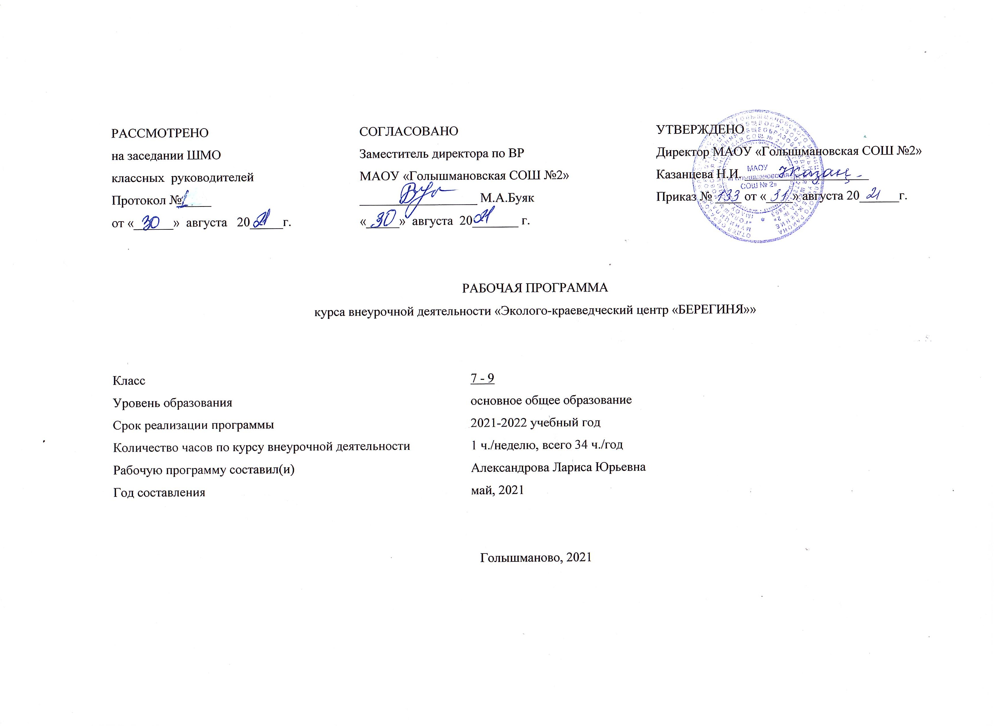 РАССМОТРЕНО
на заседании ШМО
классных руководителей
Протокол №1
от «30» августа 2021г.
СОГЛАСОВАНО
Заместитель директора по ВР
МАОУ «Голышмановская СОШ №2»
М.А.Буяк
«30» августа 2021 г.
УТВЕРЖДЕНО
Директор МАОУ «Голышмановская СОШ №2»
Казанцева Н.И.
Приказ № 133 от «31» августа 2021г.
МАОУ
«Голышмановская
СОШ № 2»
РАБОЧАЯ ПРОГРАММА
курса внеурочной деятельности «Эколого-краеведческий центр «БЕРЕГИНЯ»»
Класс 7 - 9
Уровень образования основное общее образование
Срок реализации программы 2021-2022 учебный год
Количество часов по курсу внеурочной деятельности 1 ч./неделю, всего 34 ч./год
Рабочую программу составил(и) Александрова Лариса Юрьевна
Год составления май, 2021
Голышманово, 2021